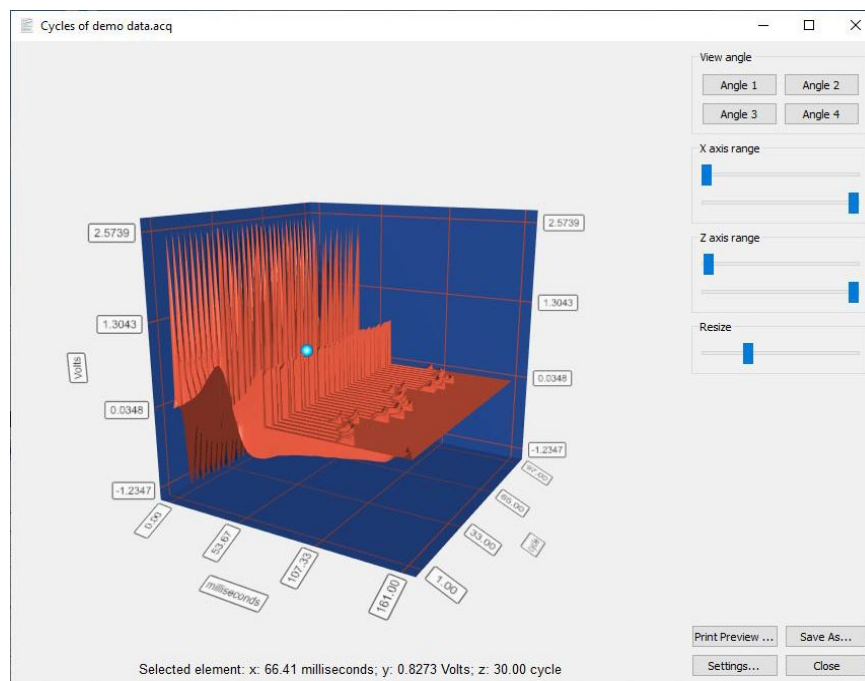 Cycles of demo data.acq
View angle
Angle 1
Angle 2
Angle 3
Angle 4
X axis range
Z axis range
Resize
2.5739
1.3043
0.0348
-1.2347
Volts
2.5739
1.3043
0.0348
-1.2347
0.00
53.67
107.33
161.00
milliseconds
97.00
65.00
33.00
1.00
Print Preview ...
Save As...
Settings...
Close
Selected element: x: 66.41 milliseconds; y: 0.8273 Volts; z: 30.00 cycle